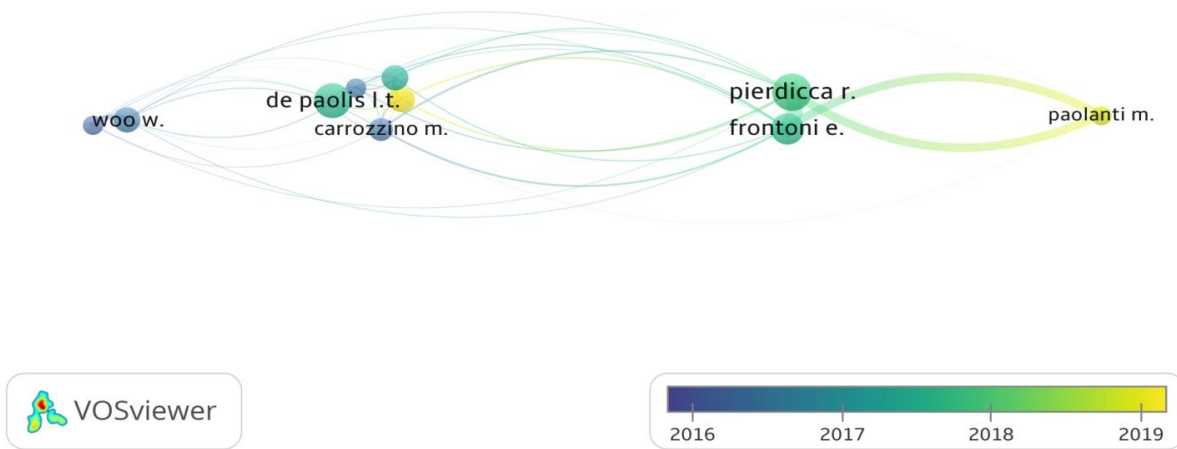 pierdicca r.
de paolis l.t.
woo w.
carrozzino m.
frontoni e.
paolanti m.
VOSviewer
2016
2017
2018
2019